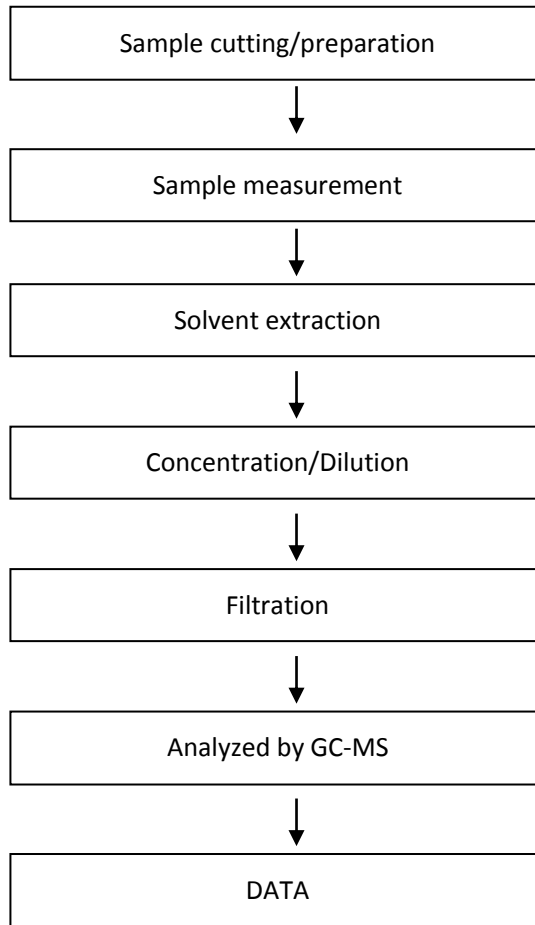 Sample cutting/preparation
Sample measurement
Solvent extraction
Concentration/Dilution
Filtration
Analyzed by GC-MS
DATA